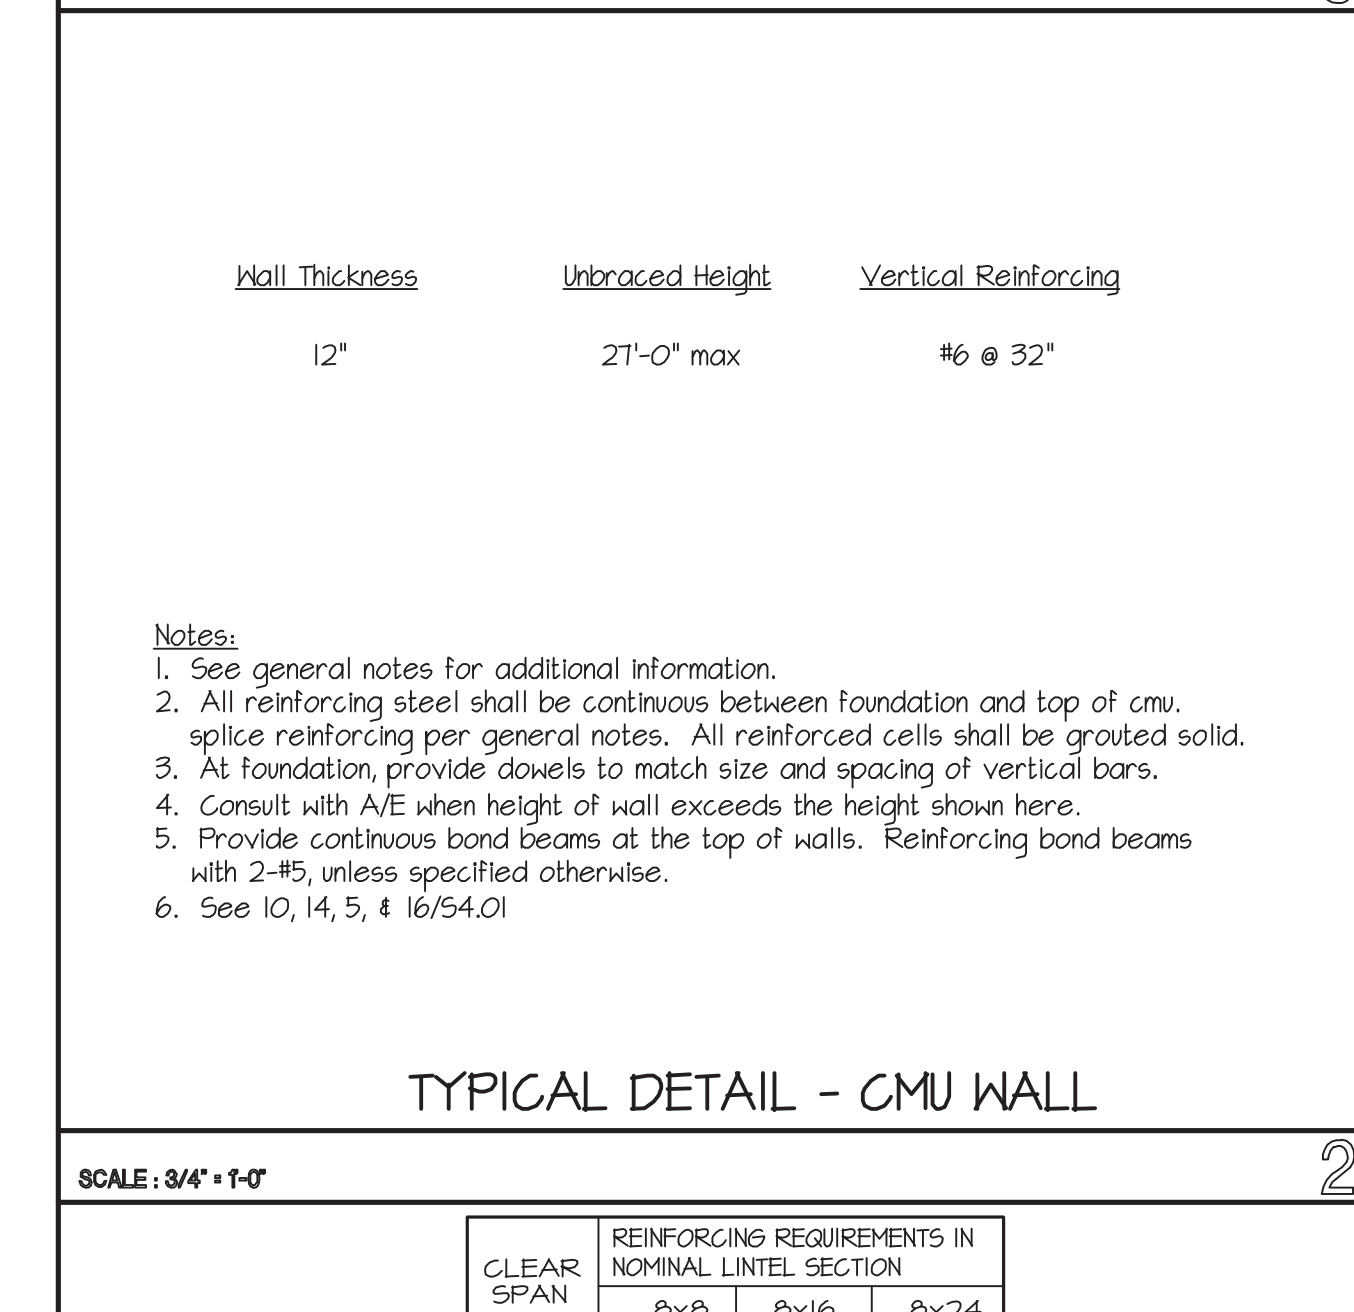 Wall Thickness Unbraced Height Vertical Reinforcing
12" 27'-0" max #6 @ 32"
Notes:
1. See general notes for additional information.
2. All reinforcing steel shall be continuous between foundation and top of cmu.
splice reinforcing per general notes. All reinforced cells shall be grouted solid.
3. At foundation, provide dowels to match size and spacing of vertical bars.
4. Consult with A/E when height of wall exceeds the height shown here.
5. Provide continuous bond beams at the top of walls. Reinforcing bond beams
with 2-#5, unless specified otherwise.
6. See 10, 14, 5, & 16/S4.01
TYPICAL DETAIL - CMU WALL
SCALE : 3/4" = 1'-0"
2
CLEAR
SPAN
REINFORCING REQUIREMENTS IN
NOMINAL LINTEL SECTION
8x8 8x16 8x24